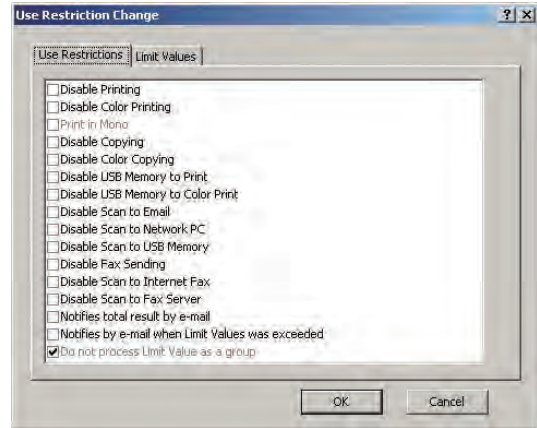 Use Restriction Change
Use Restrictions Limit Values
Disable Printing
Disable Color Printing
Print in Mono
Disable Copying
Disable Color Copying
Disable USB Memory to Print
Disable USB Memory to Color Print
Disable Scan to Email
Disable Scan to Network PC
Disable Scan to USB Memory
Disable Fax Sending
Disable Scan to Internet Fax
Disable Scan to Fax Server
Notifies total result by e-mail
Notifies by e-mail when Limit Values was exceeded
Do not process Limit Value as a group
OK Cancel